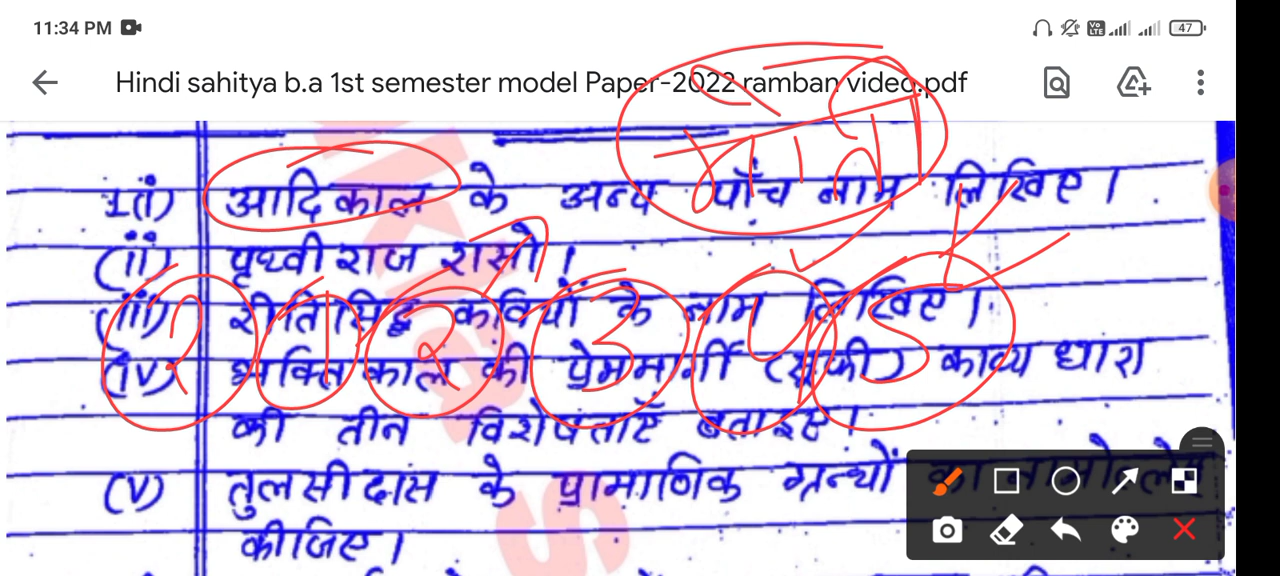 11:34 PM
47
Hindi sahitya b.a 1st semester model Paper-2022 ramban video.pdf
1(i) आदिकाल के अन्य पाँच नाम लिखिए।
(ii) पृथ्वीराज रासो।
(iii) रीतिसिद्ध कवियों के नाम लिखिए।
(iv) भक्तिकाल की प्रेममार्गी (सूफी) काव्य धारा
की तीन विशेषताएँ बताइए।
(v) तुलसीदास के प्रामाणिक ग्रन्थों का नामोल्लेख
कीजिए।
1 2 3 4 5